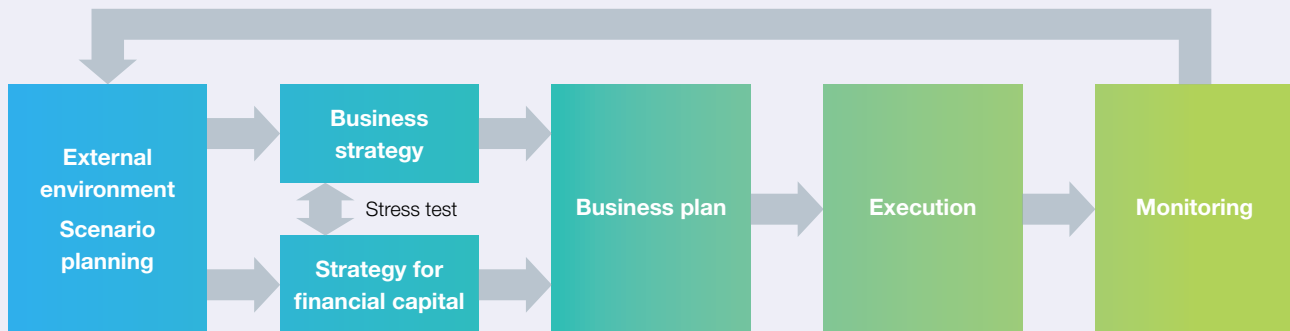 External
environment
Scenario
planning
Business
strategy
Stress test
Strategy for
financial capital
Business plan
Execution
Monitoring